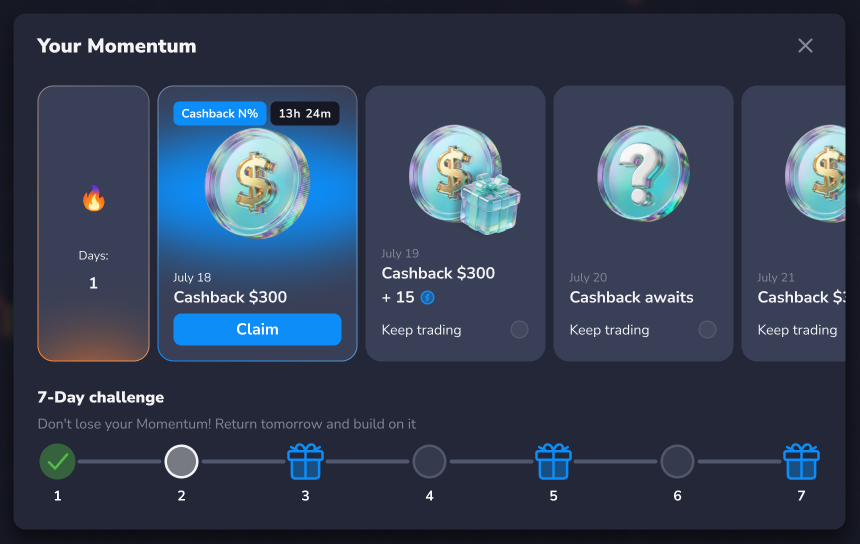 Your Momentum
Cashback N%
13h 24m
Days:
1
July 18
Cashback $300
Claim
July 19
Cashback $300
+ 15
Keep trading
July 20
Cashback awaits
Keep trading
July 21
Cashback $3
Keep trading
7-Day challenge
Don't lose your Momentum! Return tomorrow and build on it
1 2 3 4 5 6 7